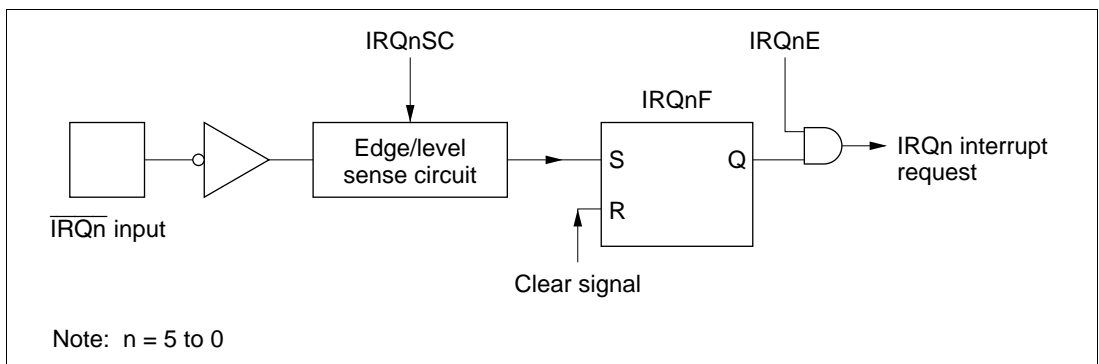 IRQnSC
IRQnE
IRQnF
Edge/level
sense circuit
S
Q
R
IRQn interrupt
request
IRQn input
Clear signal
Note: n = 5 to 0